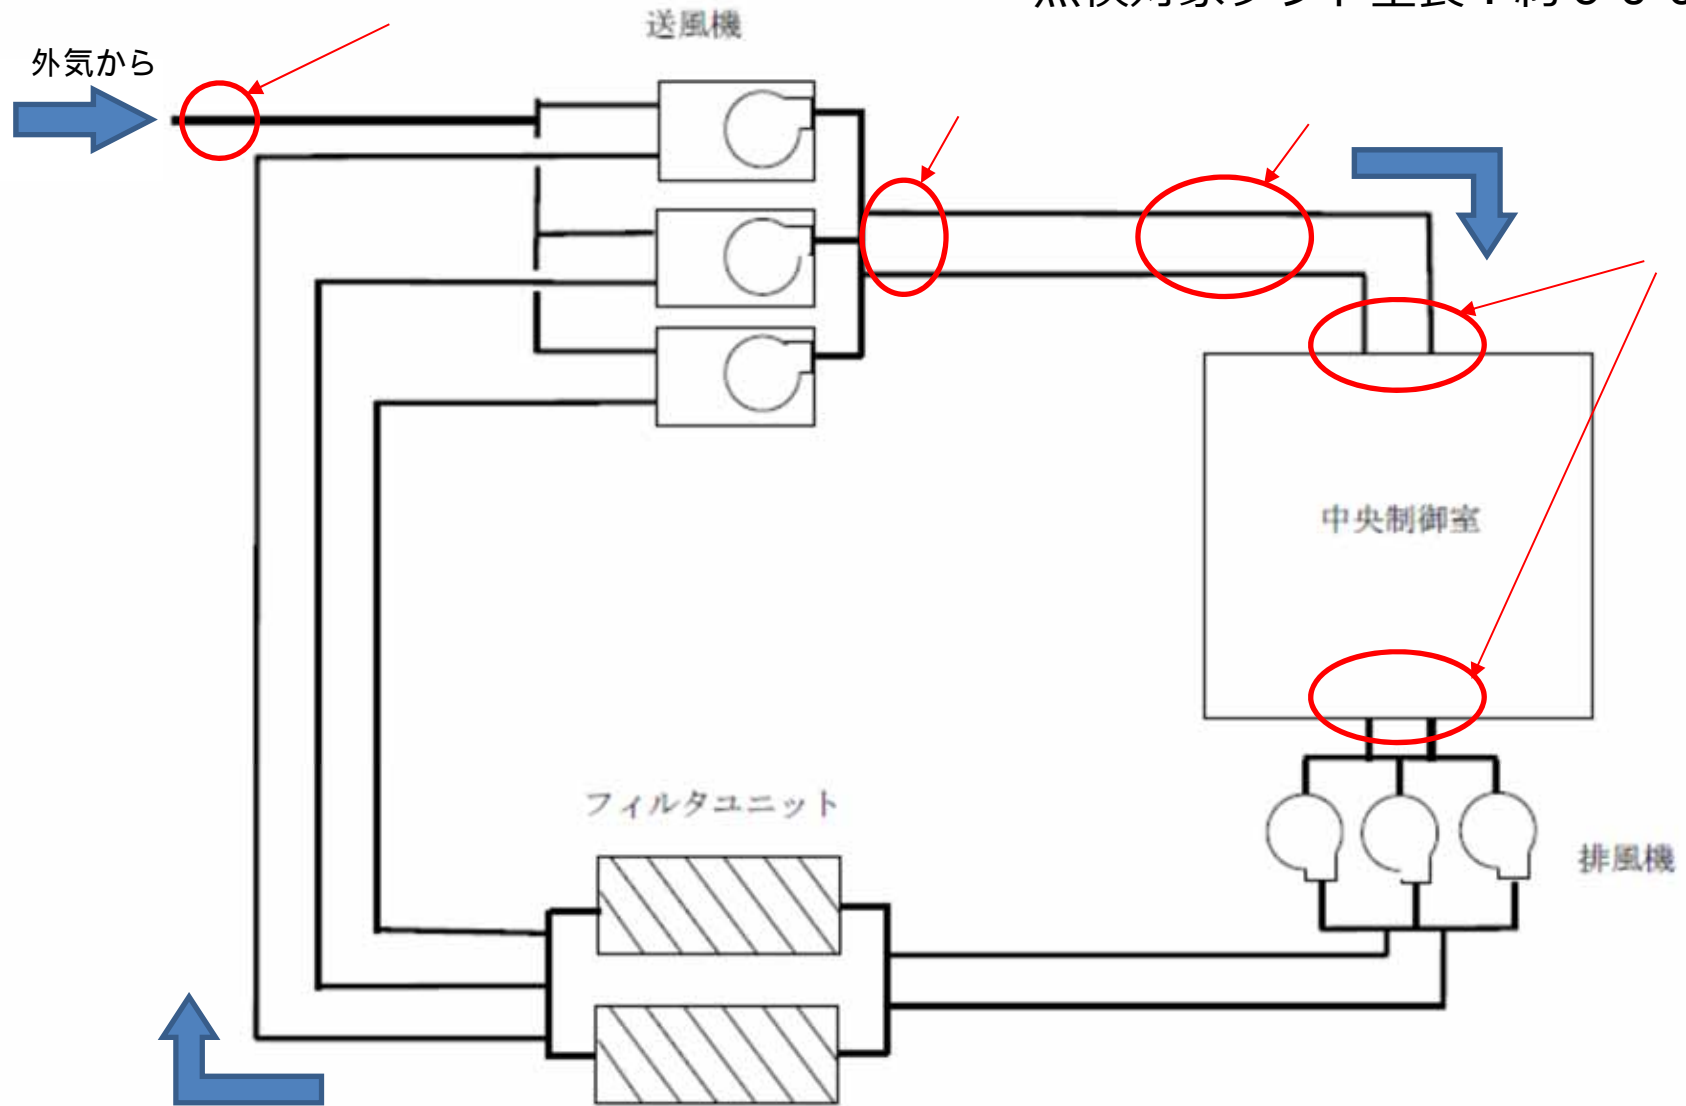 送風機
外気から
中央制御室
フィルタユニット
排風機